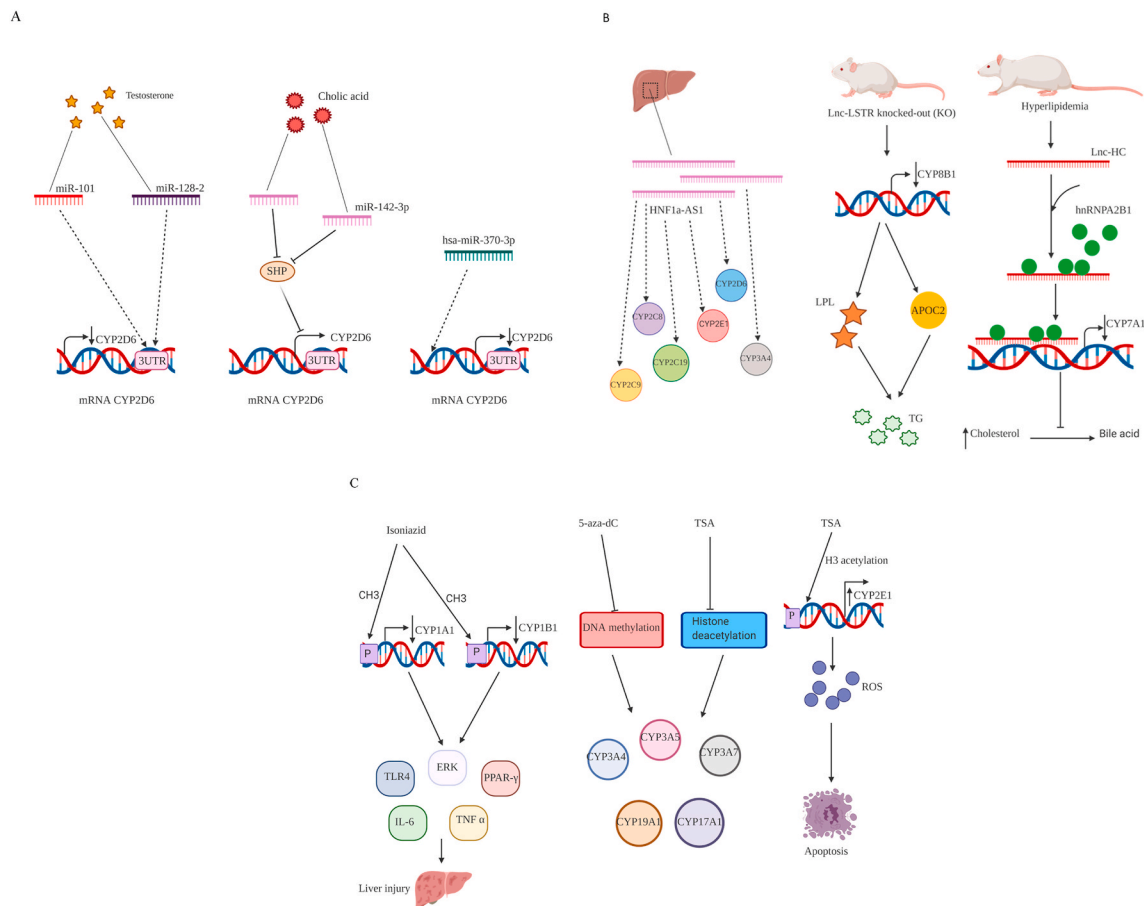 A
Testosterone
miR-101
miR-128-2
CYP2D6
3UTR
mRNA CYP2D6
Cholic acid
miR-142-3p
SHP
CYP2D6
3UTR
mRNA CYP2D6
hsa-miR-370-3p
CYP2D6
3UTR
mRNA CYP2D6
B
HNF1a-AS1
CYP2D6
CYP2C8
CYP2E1
CYP2C19
CYP3A4
CYP2C9
Lnc-LSTR knocked-out (KO)
CYP8B1
LPL
APOC2
TG
Hyperlipidemia
Lnc-HC
hnRNPA2B1
CYP7A1
Cholesterol
Bile acid
C
Isoniazid
CH3
CH3
CYP1A1
CYP1B1
P
P
ERK
TLR4
PPAR-γ
IL-6
TNF α
Liver injury
5-aza-dC
TSA
DNA methylation
Histone
deacetylation
CYP3A5
CYP3A4
CYP3A7
CYP19A1
CYP17A1
TSA
H3 acetylation
CYP2E1
P
ROS
Apoptosis